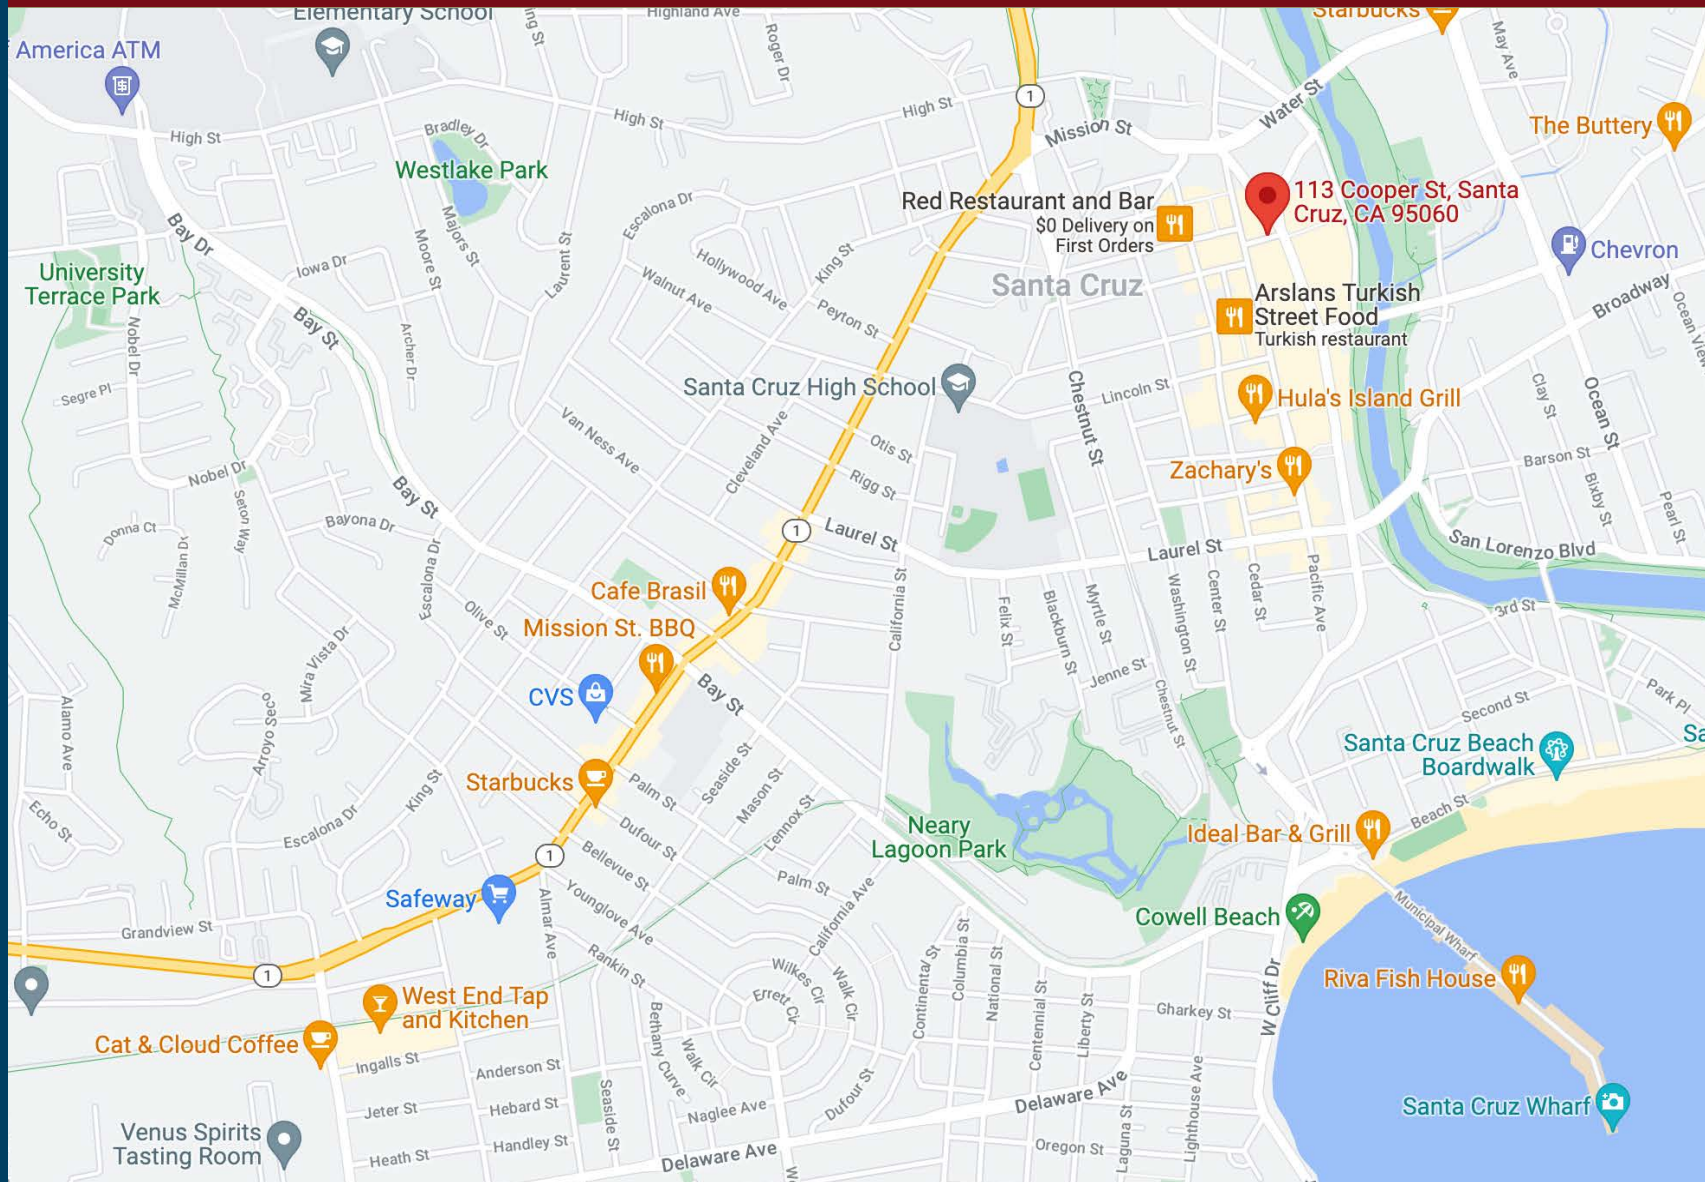 Elementary School
Highland Ave
Starbucks
America ATM
Roger Dr
May Ave
High St
High St
High St
1
Mission St
Water St
The Buttery
Bradley Dr
Westlake Park
Red Restaurant and Bar
$0 Delivery on
First Orders
113 Cooper St, Santa
Cruz, CA 95060
Escalona Dr
Bay Dr
Majors St
Moore St
Laurent St
Iowa Dr
University
Terrace Park
Hollywood Ave
King St
Walnut Ave
Peyton St
Santa Cruz
Chevron
Broadway
Ocean View
Arslans Turkish
Street Food
Turkish restaurant
Bay St
Nobel Dr
Archer Dr
Segre Pl
Santa Cruz High School
Chestnut St
Lincoln St
Hula's Island Grill
Clay St
Ocean St
Van Ness Ave
Cleveland Ave
Otis St
Rigg St
Zachary's
Barson St
Bixby St
Pearl St
Nobel Dr
Seton Way
Bay St
Donna Ct
McMillan Dr
Bayona Dr
Escalona Dr
1
Laurel St
Laurel St
San Lorenzo Blvd
3rd St
Cafe Brasil
Mission St. BBQ
Olive St
California St
Felix St
Blackburn St
Myrtle St
Washington St
Center St
Cedar St
Pacific Ave
Jenne St
Chestnut St
Mira Vista Dr
CVS
Bay St
Second St
Park Pl
Alamo Ave
Arroyo Seco
Santa Cruz Beach
Boardwalk
Sa
Starbucks
King St
Palm St
Seaside St
Mason St
Lennox St
Echo St
Escalona Dr
Dufour St
Neary
Lagoon Park
Ideal Bar & Grill
Beach St
1
Bellevue St
Palm St
Safeway
Almar Ave
Younglove Ave
California Ave
Cowell Beach
Municipal Wharf
Grandview St
Rankin St
Wilkes Cir
Walk Cir
Errett Cir
Continental St
Columbia St
National St
1
Riva Fish House
West End Tap
and Kitchen
Cat & Cloud Coffee
Bethany Curve
Walk Cir
Centennial St
Liberty St
Gharkey St
W Cliff Dr
Ingalls St
Anderson St
Jeter St
Hebard St
Seaside St
Naglee Ave
Dufour St
Delaware Ave
Lighthouse Ave
Santa Cruz Wharf
Venus Spirits
Tasting Room
Heath St
Handley St
Delaware Ave
Oregon St
Laguna St